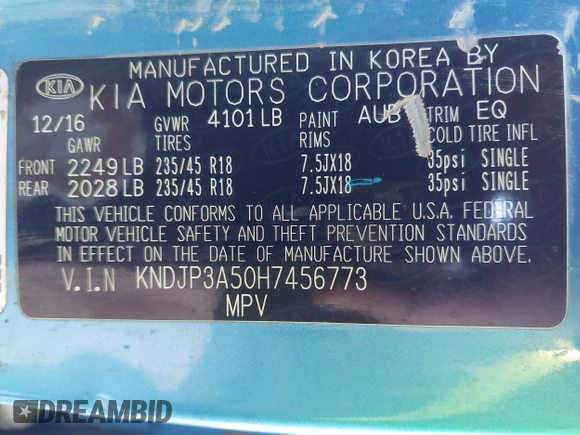 MANUFACTURED IN KOREA BY
KIA KIA MOTORS CORPORATION
12/16 GVWR 4101 LB PAINT AUB TRIM EQ
GAWR TIRES RIMS COLD TIRE INFL
FRONT 2249 LB 235/45 R18 7.5JX18 35psi SINGLE
REAR 2028 LB 235/45 R18 7.5JX18 35psi SINGLE
THIS VEHICLE CONFORMS TO ALL APPLICABLE U.S.A. FEDERAL
MOTOR VEHICLE SAFETY AND THEFT PREVENTION STANDARDS
IN EFFECT ON THE DATE OF MANUFACTURE SHOWN ABOVE.
V.I.N KNDJP3A50H7456773
MPV
DREAMBID